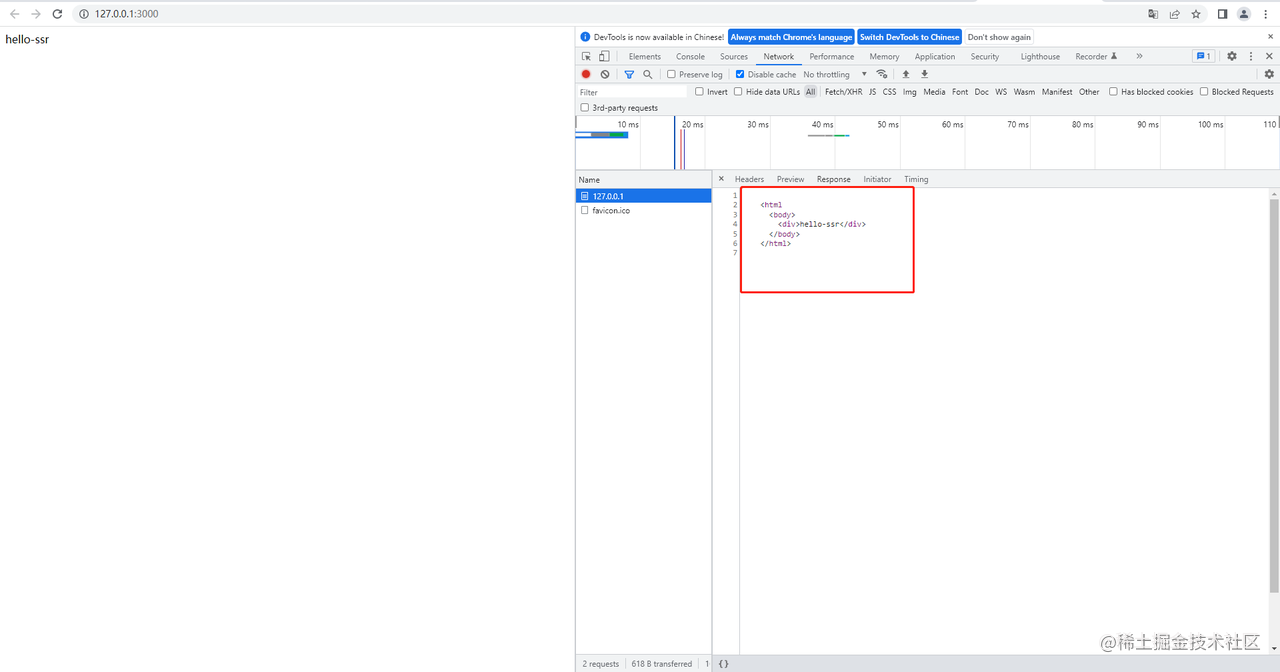 127.0.0.1:3000
hello-ssr
DevTools is now available in Chinese! Always match Chrome's language Switch DevTools to Chinese Don't show again
Elements Console Sources Network Performance Memory Application Security Lighthouse Recorder 1
Preserve log Disable cache No throttling
Filter Invert Hide data URLs All Fetch/XHR JS CSS Img Media Font Doc WS Wasm Manifest Other Has blocked cookies Blocked Requests
3rd-party requests
10 ms 20 ms 30 ms 40 ms 50 ms 60 ms 70 ms 80 ms 90 ms 100 ms 110
Name Headers Preview Response Initiator Timing
127.0.0.1
favicon.ico
1
2 <html
3 <body>
4 <div>hello-ssr</div>
5 </body>
6 </html>
7
@稀土掘金技术社区
2 requests 618 B transferred 1 {}